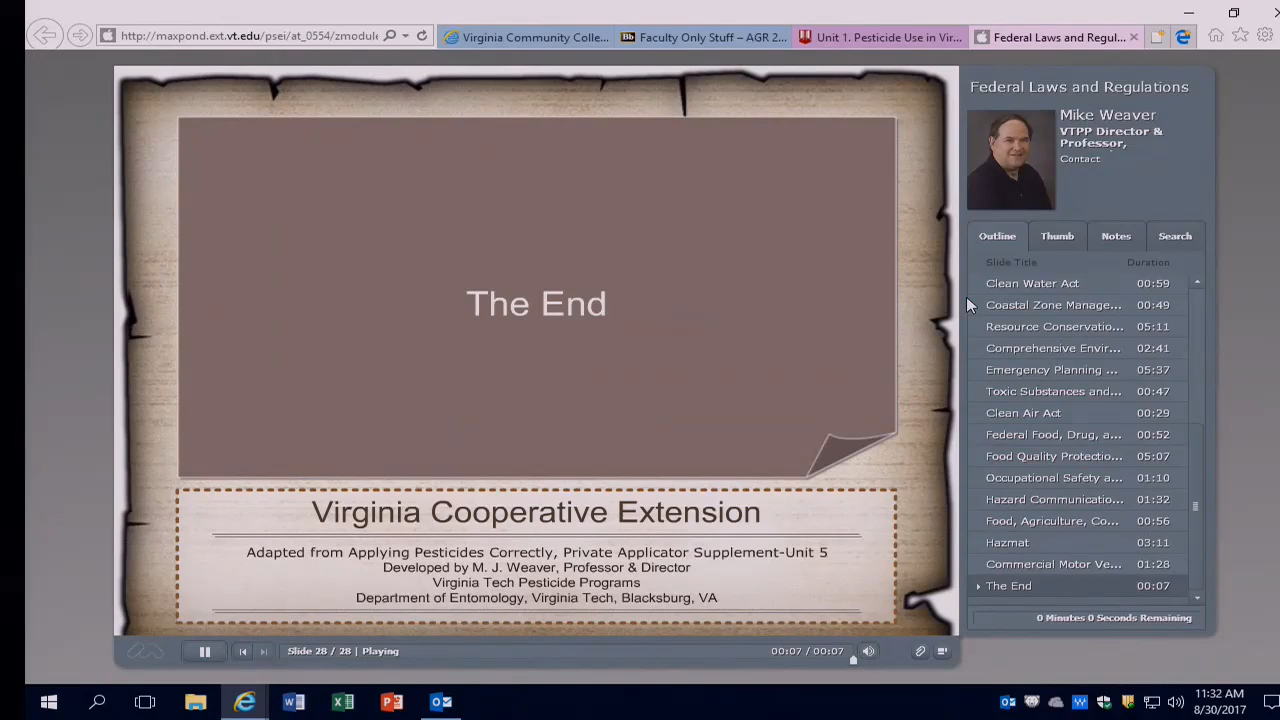 http://maxpond.ext.vt.edu/psei/at_0554/zmodule
Virginia Community Colle...
Faculty Only Stuff – AGR 2...
Unit 1. Pesticide Use in Vir...
Federal Laws and Regul...
The End
Virginia Cooperative Extension
Adapted from Applying Pesticides Correctly, Private Applicator Supplement-Unit 5
Developed by M. J. Weaver, Professor & Director
Virginia Tech Pesticide Programs
Department of Entomology, Virginia Tech, Blacksburg, VA
Federal Laws and Regulations
Mike Weaver
VTPP Director &
Professor,
Contact
Outline Thumb Notes Search
Slide Title Duration
Clean Water Act 00:59
Coastal Zone Manage... 00:49
Resource Conservatio... 05:11
Comprehensive Envir... 02:41
Emergency Planning ... 05:37
Toxic Substances and... 00:47
Clean Air Act 00:29
Federal Food, Drug, a... 00:52
Food Quality Protectio... 05:07
Occupational Safety a... 01:10
Hazard Communicatio... 01:32
Food, Agriculture, Co... 00:56
Hazmat 03:11
Commercial Motor Ve... 01:28
The End 00:07
0 Minutes 0 Seconds Remaining
Slide 28 / 28 | Playing 00:07 / 00:07
11:32 AM
8/30/2017